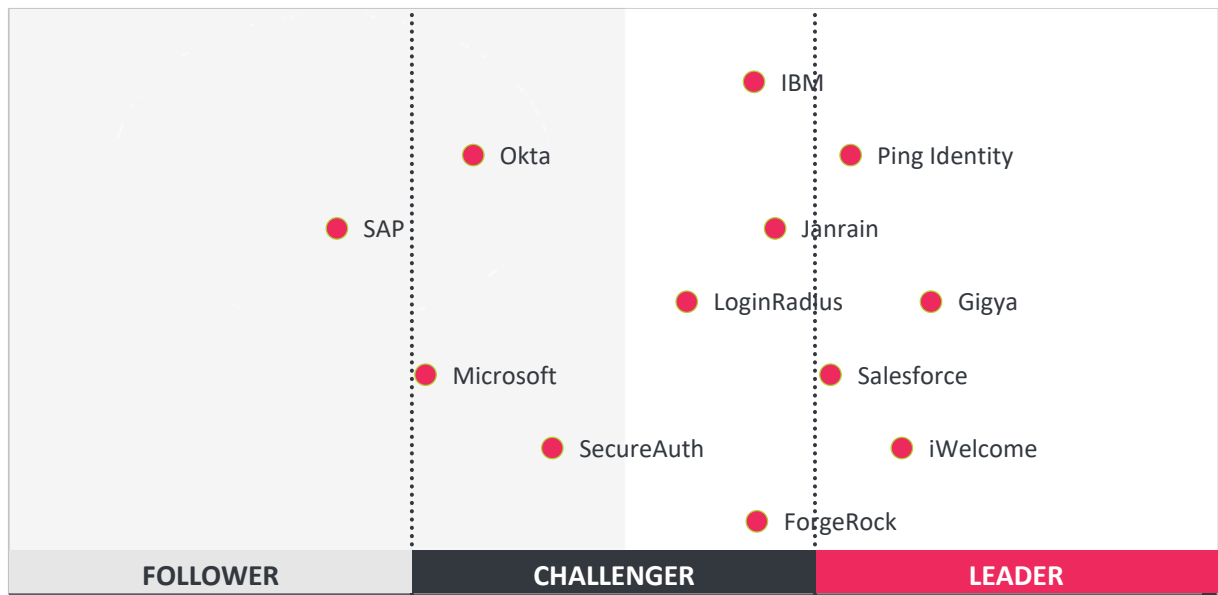 IBM
Okta
Ping Identity
SAP
Janrain
LoginRadius
Gigya
Microsoft
Salesforce
SecureAuth
iWelcome
ForgeRock
FOLLOWER
CHALLENGER
LEADER